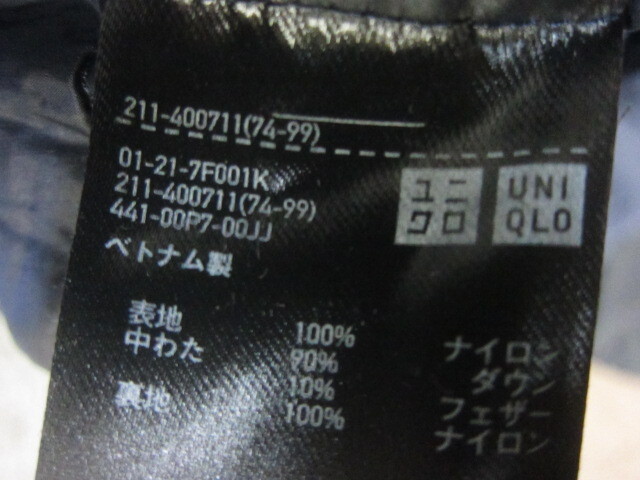 211-400711(74-99)
01-21-7F001K
211-400711(74-99)
441-00P7-00JJ
ユニ
クロ
UNI
QLO
ベトナム製
表地 100% ナイロン
中わた 90% ダウン
10% フェザー
裏地 100% ナイロン